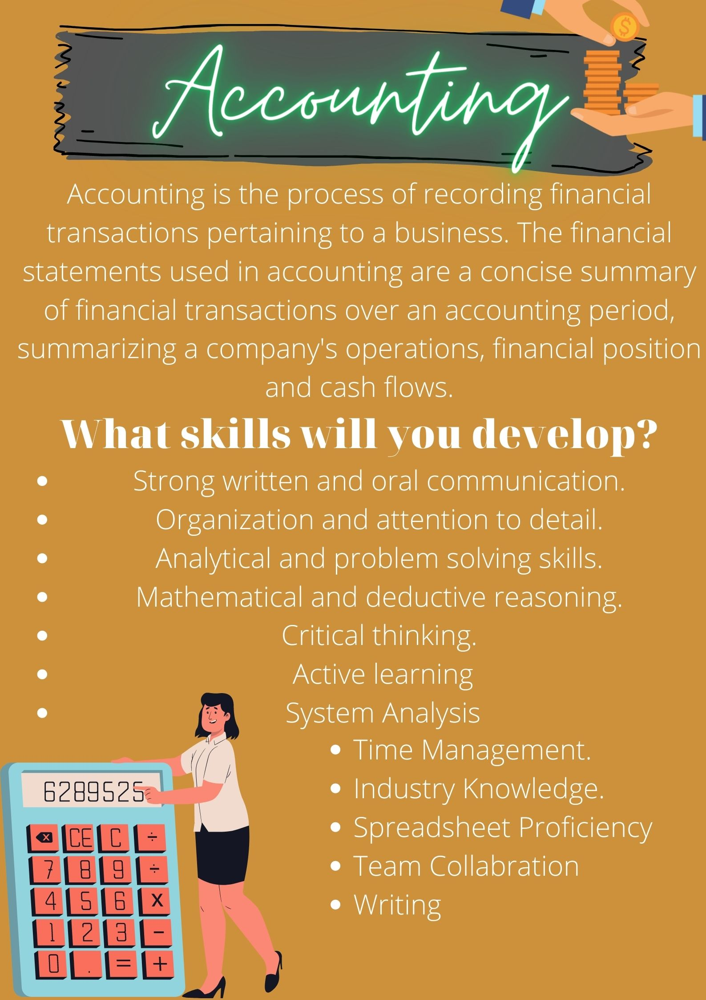 $
Accounting
Accounting is the process of recording financial
transactions pertaining to a business. The financial
statements used in accounting are a concise summary
of financial transactions over an accounting period,
summarizing a company's operations, financial position
and cash flows.
What skills will you develop?
• Strong written and oral communication.
• Organization and attention to detail.
• Analytical and problem solving skills.
• Mathematical and deductive reasoning.
• Critical thinking.
• Active learning
• System Analysis
• Time Management.
• Industry Knowledge.
• Spreadsheet Proficiency
• Team Collabration
• Writing
6289525
x CE C ÷
7 8 9 ÷
4 5 6 X
1 2 3 −
0 . = +